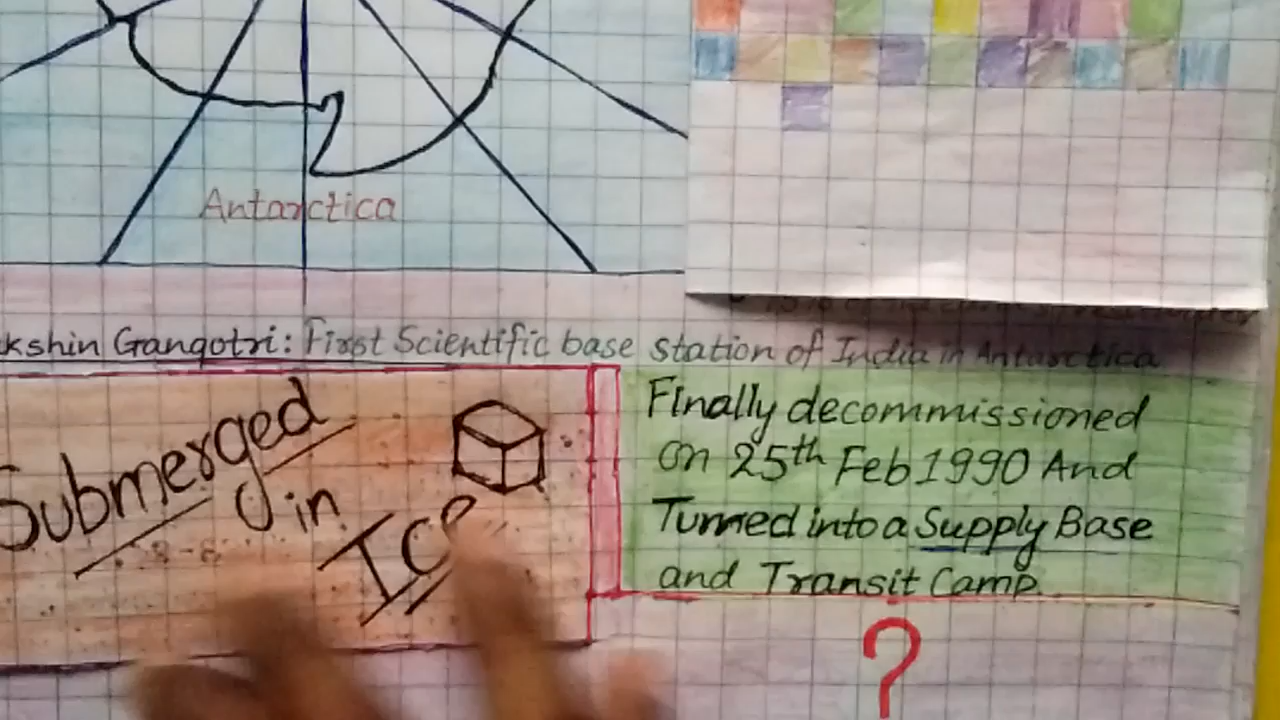 Antarctica
kshin Gangotri: First Scientific base station of India in Antarctica
Submerged
in
Ice
Finally decommissioned
on 25th Feb 1990 And
Turned into a Supply Base
and Transit Camp
?